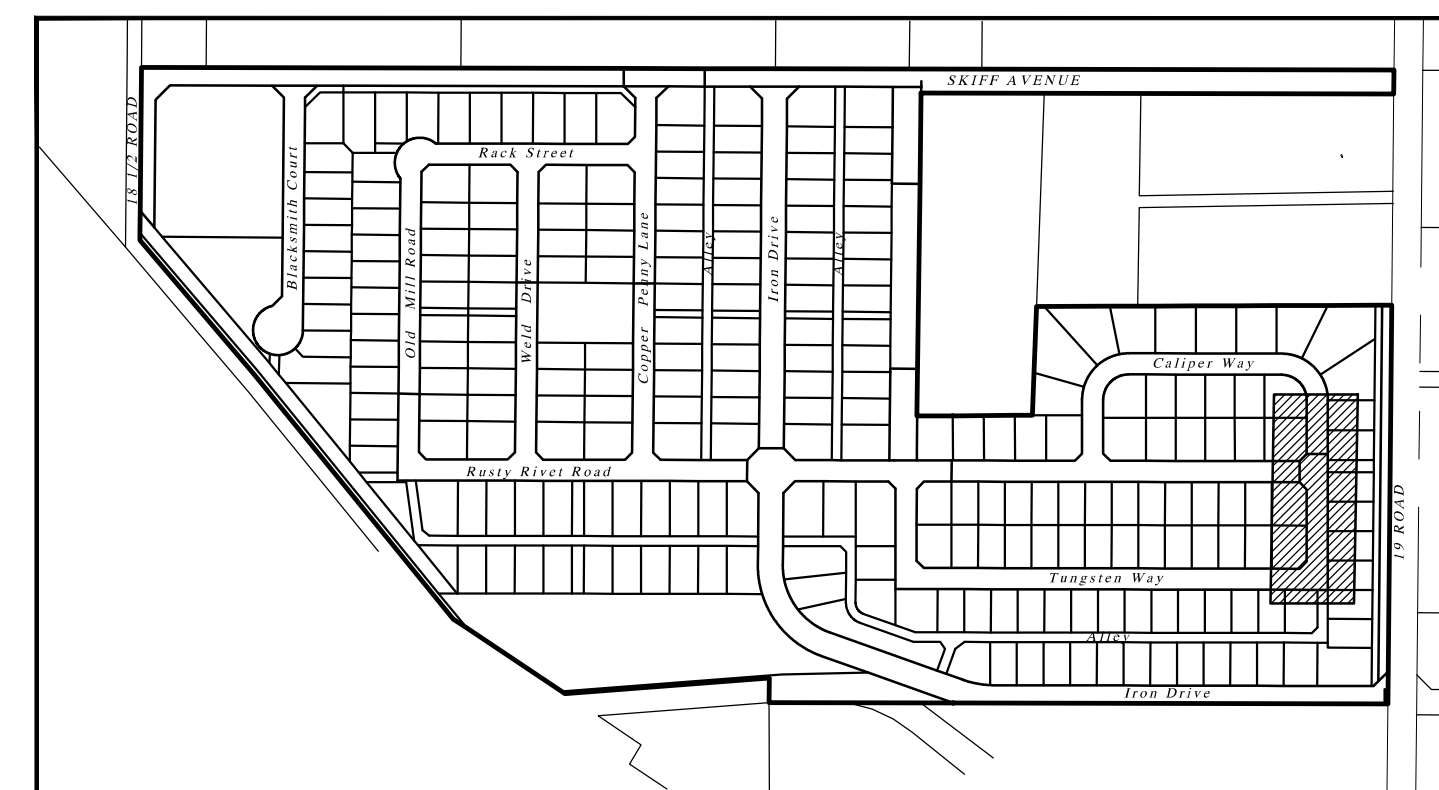 SKIFF AVENUE
18 1/2 ROAD
Rack Street
Blacksmith Court
Old Mill Road
Weld Drive
Copper Penny Lane
Alley
Iron Drive
Alley
Caliper Way
Rusty Rivet Road
19 ROAD
Tungsten Way
Alley
Iron Drive